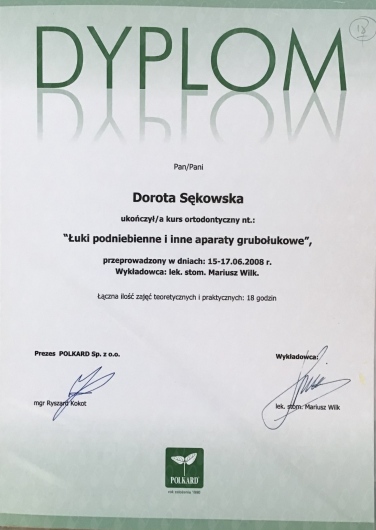 DYPLOM
Pan/Pani
Dorota Sękowska
ukończył/a kurs ortodontyczny nt.:
“Łuki podniebienne i inne aparaty grubołukowe”,
przeprowadzony w dniach: 15-17.06.2008 r.
Wykładowca: lek. stom. Mariusz Wilk.
Łączna ilość zajęć teoretycznych i praktycznych: 18 godzin
Prezes POLKARD Sp. z o.o.
Wykładowca:
mgr Ryszard Kokot
lek. stom. Mariusz Wilk
POLKARD